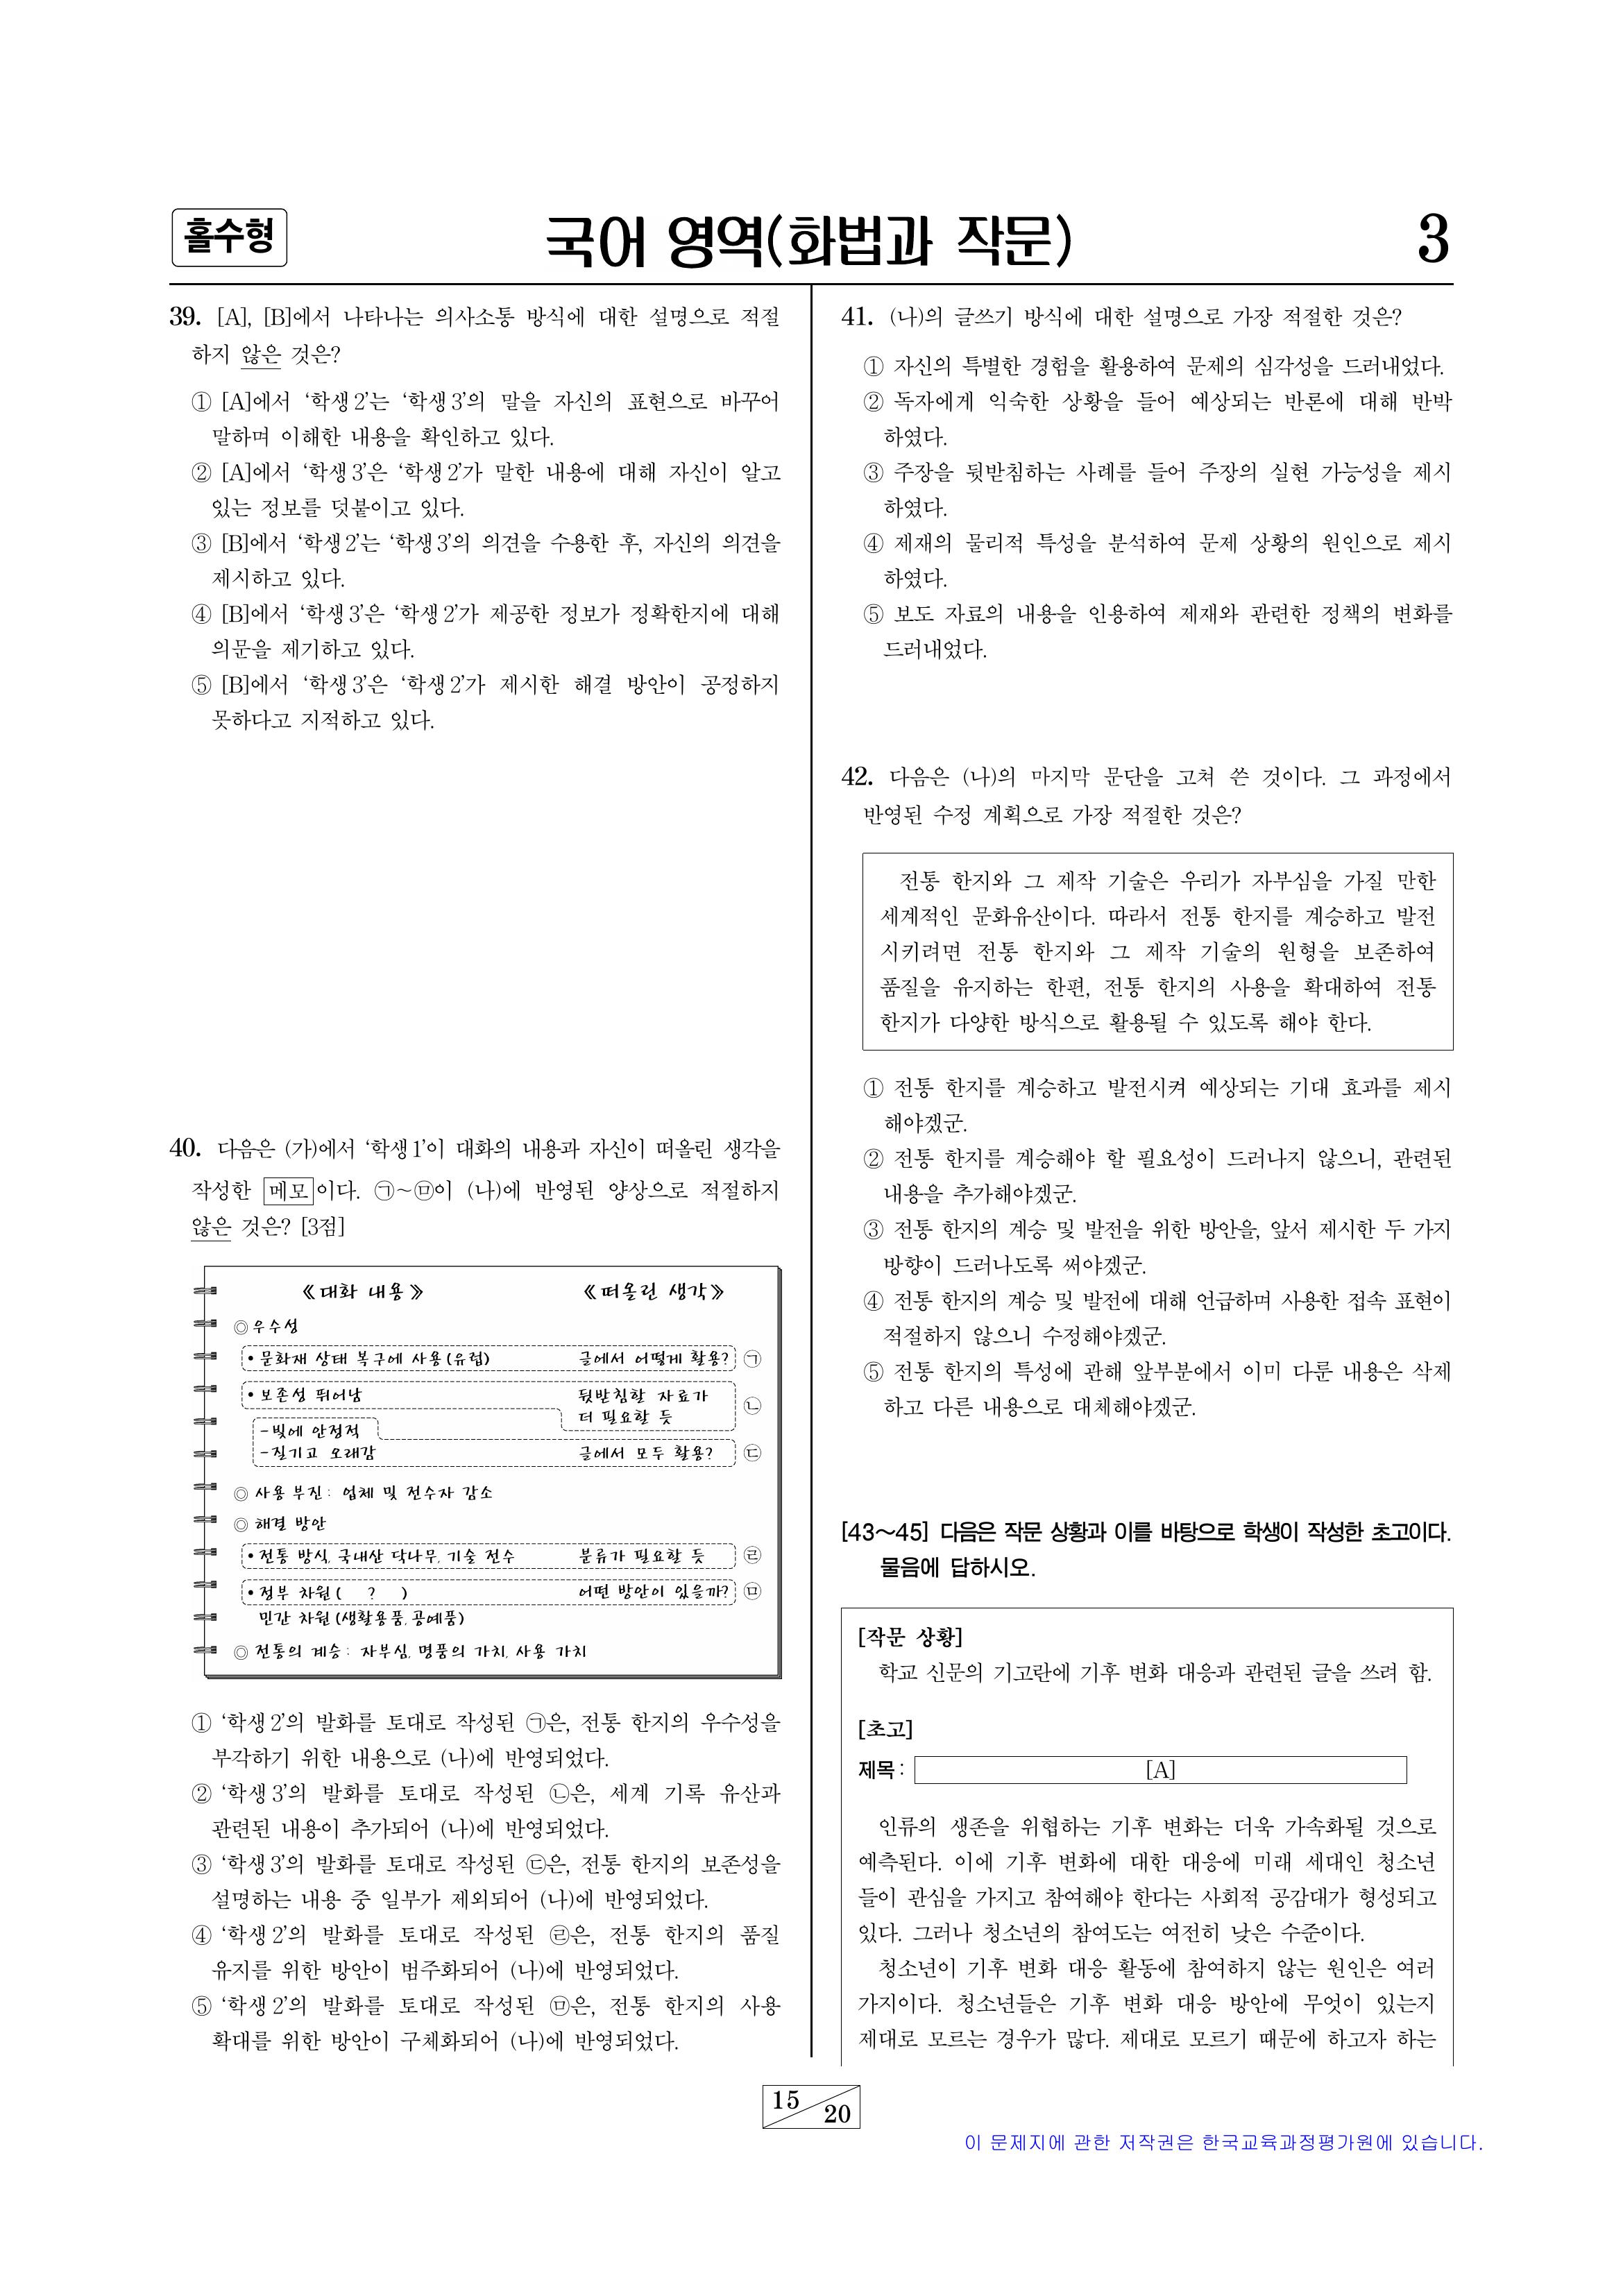 홀수형
국어 영역(화법과 작문)
3
39. [A], [B]에서 나타나는 의사소통 방식에 대한 설명으로 적절
하지 않은 것은?
① [A]에서 ‘학생 2’는 ‘학생 3’의 말을 자신의 표현으로 바꾸어
말하며 이해한 내용을 확인하고 있다.
② [A]에서 ‘학생 3’은 ‘학생 2’가 말한 내용에 대해 자신이 알고
있는 정보를 덧붙이고 있다.
③ [B]에서 ‘학생 2’는 ‘학생 3’의 의견을 수용한 후, 자신의 의견을
제시하고 있다.
④ [B]에서 ‘학생 3’은 ‘학생 2’가 제공한 정보가 정확한지에 대해
의문을 제기하고 있다.
⑤ [B]에서 ‘학생 3’은 ‘학생 2’가 제시한 해결 방안이 공정하지
못하다고 지적하고 있다.
40. 다음은 (가)에서 ‘학생 1’이 대화의 내용과 자신이 떠올린 생각을
작성한 메모이다. ㉠~㉤이 (나)에 반영된 양상으로 적절하지
않은 것은? [3점]
《대화 내용》 《떠올린 생각》
◎ 우수성
• 문화재 상태 복구에 사용(유럽) 글에서 어떻게 활용? ㉠
• 보존성 뛰어남 뒷받침할 자료가
더 필요할 듯 ㉡
- 빛에 안정적
- 질기고 오래감 글에서 모두 활용? ㉢
◎ 사용 부진 : 업체 및 전수자 감소
◎ 해결 방안
• 전통 방식, 국내산 닥나무, 기술 전수 분류가 필요할 듯 ㉣
• 정부 차원 ( ? ) 어떤 방안이 있을까? ㉤
민간 차원 (생활용품, 공예품)
◎ 전통의 계승 : 자부심, 명품의 가치, 사용 가치
① ‘학생 2’의 발화를 토대로 작성된 ㉠은, 전통 한지의 우수성을
부각하기 위한 내용으로 (나)에 반영되었다.
② ‘학생 3’의 발화를 토대로 작성된 ㉡은, 세계 기록 유산과
관련된 내용이 추가되어 (나)에 반영되었다.
③ ‘학생 3’의 발화를 토대로 작성된 ㉢은, 전통 한지의 보존성을
설명하는 내용 중 일부가 제외되어 (나)에 반영되었다.
④ ‘학생 2’의 발화를 토대로 작성된 ㉣은, 전통 한지의 품질
유지를 위한 방안이 범주화되어 (나)에 반영되었다.
⑤ ‘학생 2’의 발화를 토대로 작성된 ㉤은, 전통 한지의 사용
확대를 위한 방안이 구체화되어 (나)에 반영되었다.
41. (나)의 글쓰기 방식에 대한 설명으로 가장 적절한 것은?
① 자신의 특별한 경험을 활용하여 문제의 심각성을 드러내었다.
② 독자에게 익숙한 상황을 들어 예상되는 반론에 대해 반박
하였다.
③ 주장을 뒷받침하는 사례를 들어 주장의 실현 가능성을 제시
하였다.
④ 제재의 물리적 특성을 분석하여 문제 상황의 원인으로 제시
하였다.
⑤ 보도 자료의 내용을 인용하여 제재와 관련한 정책의 변화를
드러내었다.
42. 다음은 (나)의 마지막 문단을 고쳐 쓴 것이다. 그 과정에서
반영된 수정 계획으로 가장 적절한 것은?
전통 한지와 그 제작 기술은 우리가 자부심을 가질 만한
세계적인 문화유산이다. 따라서 전통 한지를 계승하고 발전
시키려면 전통 한지와 그 제작 기술의 원형을 보존하여
품질을 유지하는 한편, 전통 한지의 사용을 확대하여 전통
한지가 다양한 방식으로 활용될 수 있도록 해야 한다.
① 전통 한지를 계승하고 발전시켜 예상되는 기대 효과를 제시
해야겠군.
② 전통 한지를 계승해야 할 필요성이 드러나지 않으니, 관련된
내용을 추가해야겠군.
③ 전통 한지의 계승 및 발전을 위한 방안을, 앞서 제시한 두 가지
방향이 드러나도록 써야겠군.
④ 전통 한지의 계승 및 발전에 대해 언급하며 사용한 접속 표현이
적절하지 않으니 수정해야겠군.
⑤ 전통 한지의 특성에 관해 앞부분에서 이미 다룬 내용은 삭제
하고 다른 내용으로 대체해야겠군.
[43~45] 다음은 작문 상황과 이를 바탕으로 학생이 작성한 초고이다.
물음에 답하시오.
[작문 상황]
학교 신문의 기고란에 기후 변화 대응과 관련된 글을 쓰려 함.
[초고]
제목 : [A]
인류의 생존을 위협하는 기후 변화는 더욱 가속화될 것으로
예측된다. 이에 기후 변화에 대한 대응에 미래 세대인 청소년
들이 관심을 가지고 참여해야 한다는 사회적 공감대가 형성되고
있다. 그러나 청소년의 참여도는 여전히 낮은 수준이다.
청소년이 기후 변화 대응 활동에 참여하지 않는 원인은 여러
가지이다. 청소년들은 기후 변화 대응 방안에 무엇이 있는지
제대로 모르는 경우가 많다. 제대로 모르기 때문에 하고자 하는
15
20
이 문제지에 관한 저작권은 한국교육과정평가원에 있습니다.